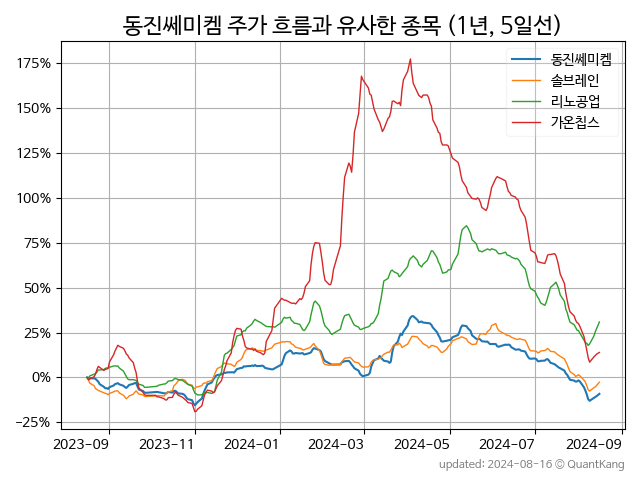 동진쎄미켐 주가 흐름과 유사한 종목 (1년, 5일선)
동진쎄미켐
솔브레인
리노공업
가온칩스
175%
150%
125%
100%
75%
50%
25%
0%
−25%
2023-09
2023-11
2024-01
2024-03
2024-05
2024-07
2024-09
updated: 2024-08-16 © QuantKang